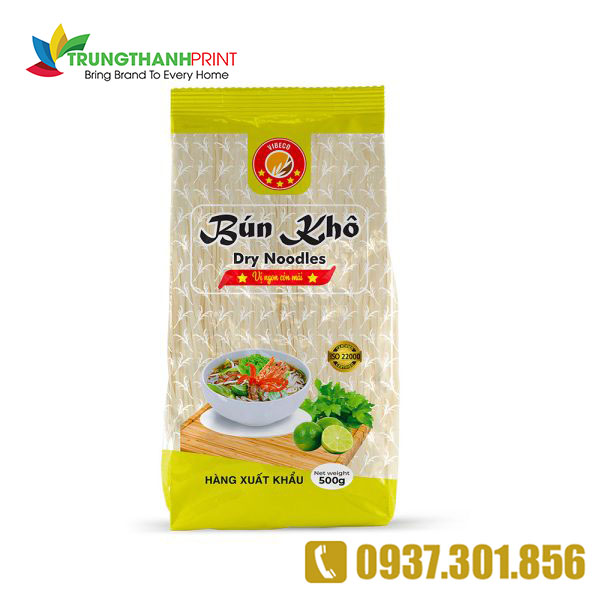 TRUNGTHANHPRINT
Bring Brand To Every Home
VIBECO
Bún Khô
Dry Noodles
Vị ngon còn mãi
ISO 22000
HÀNG XUẤT KHẨU
Net weight
500g
0937.301.856